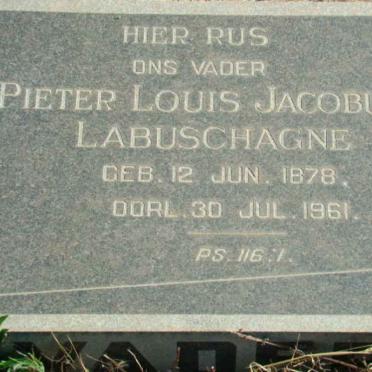 HIER RUS
ONS VADER
PIETER LOUIS JACOBU
LABUSCHAGNE
GEB. 12 JUN. 1878.
OORL. 30 JUL. 1961.
PS. 116:1.
VADER